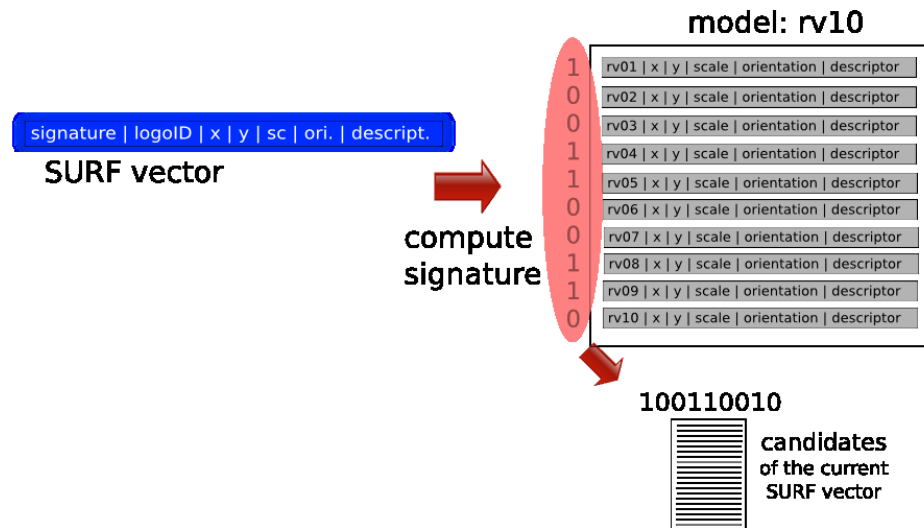 model: rv10
signature | logoID | x | y | sc | ori. | descript.
SURF vector
compute
signature
1
0
0
1
1
0
0
1
1
0
rv01 | x | y | scale | orientation | descriptor
rv02 | x | y | scale | orientation | descriptor
rv03 | x | y | scale | orientation | descriptor
rv04 | x | y | scale | orientation | descriptor
rv05 | x | y | scale | orientation | descriptor
rv06 | x | y | scale | orientation | descriptor
rv07 | x | y | scale | orientation | descriptor
rv08 | x | y | scale | orientation | descriptor
rv09 | x | y | scale | orientation | descriptor
rv10 | x | y | scale | orientation | descriptor
100110010
candidates
of the current
SURF vector